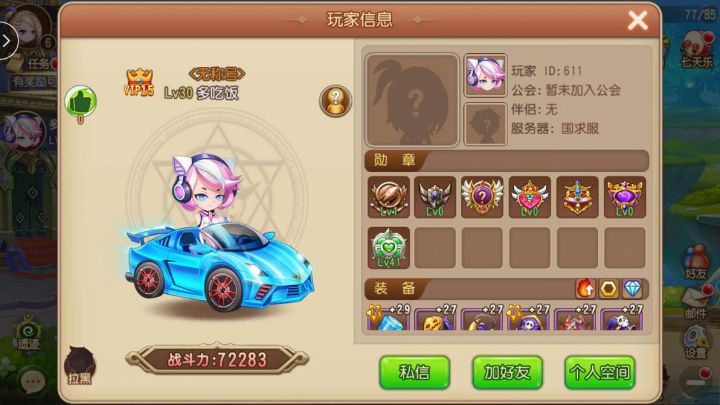 玩家信息
77/85
6
任务
有奖励可
七天乐
<无称号>
VIP15
Lv30 多吃饭
0
玩家 ID:611
公会: 暂未加入公会
伴侣: 无
服务器: 国求服
勋 章
Lv1
Lv0
Lv0
Lv0
Lv41
装 备
+29
+27
+27
+27
+27
+27
战斗力:72283
拉黑
遗迹
好友
邮件
设置
私信
加好友
个人空间